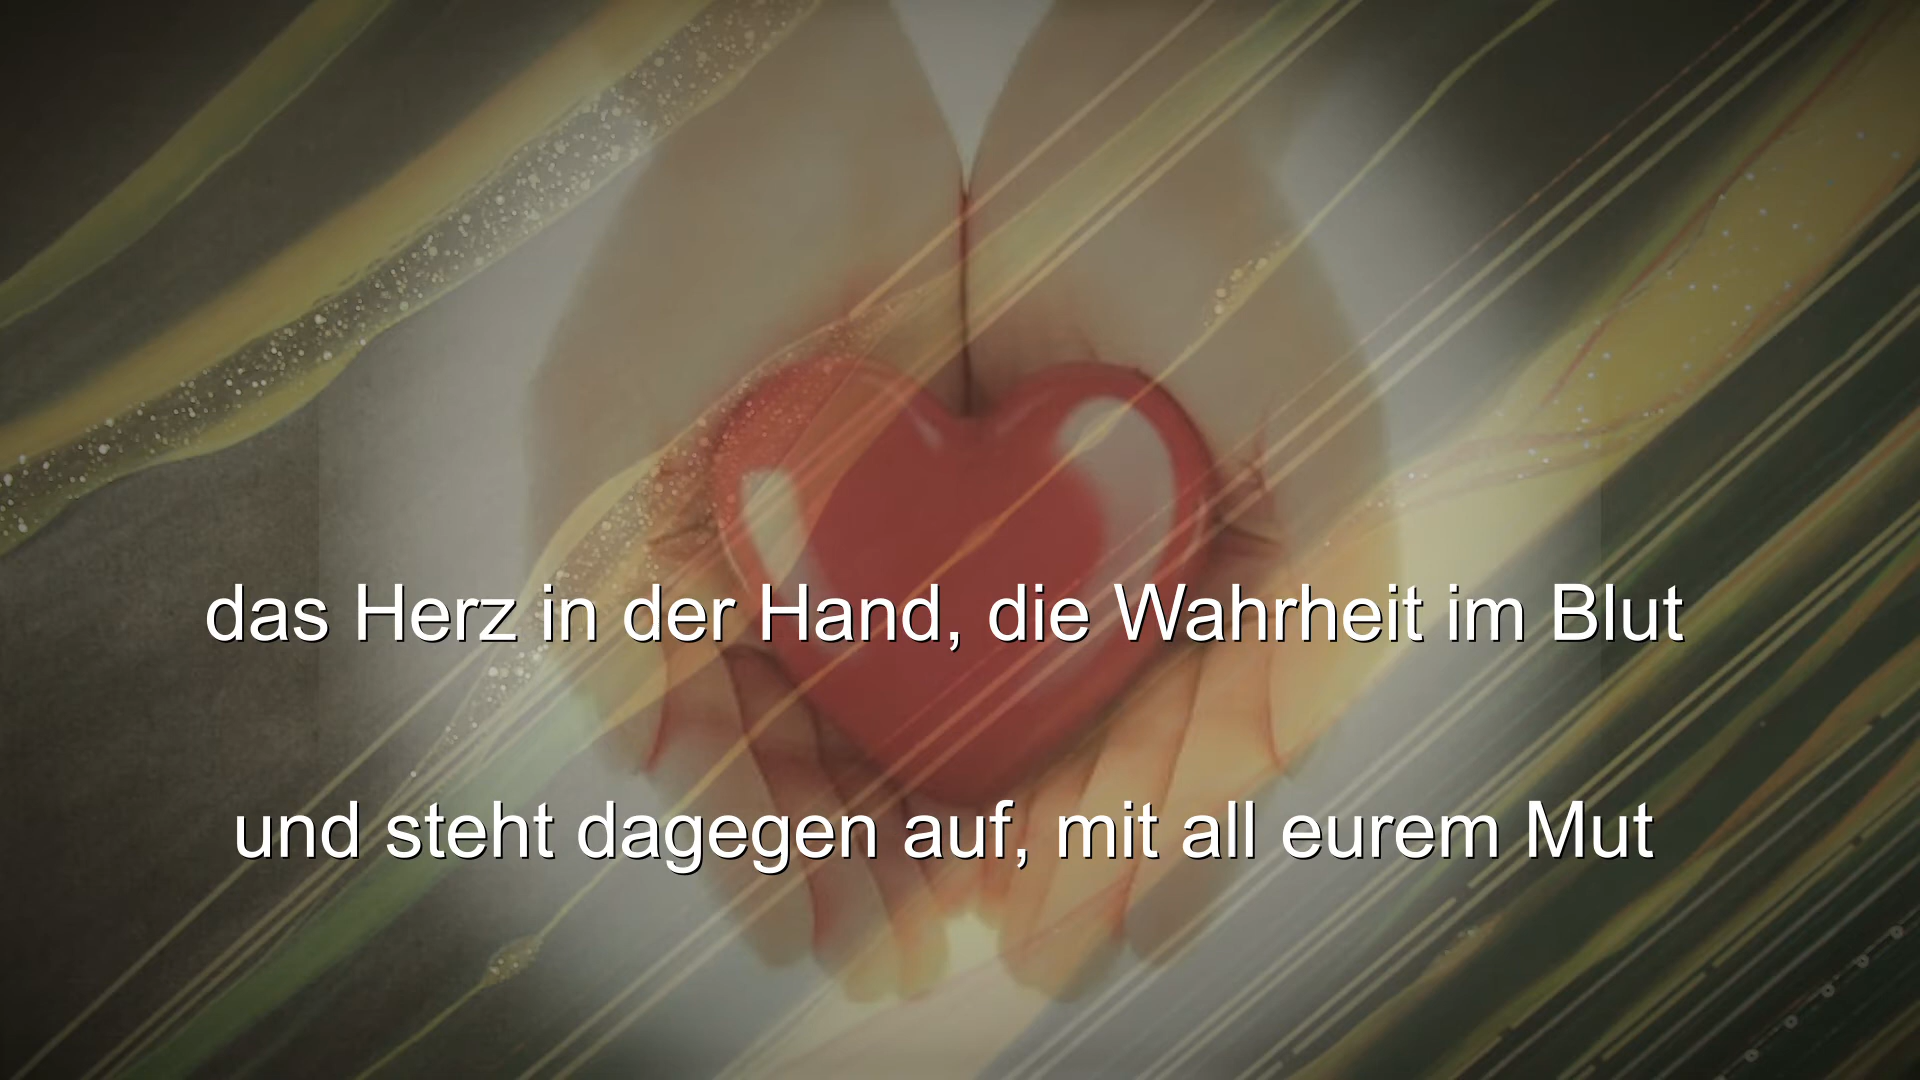 das Herz in der Hand, die Wahrheit im Blut
und steht dagegen auf, mit all eurem Mut